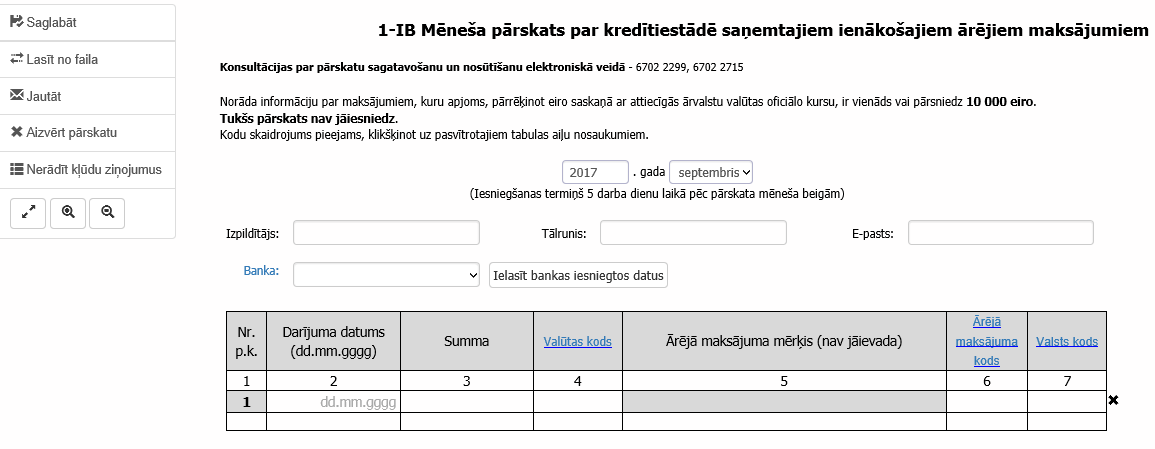 Saglabāt
Lasīt no faila
Jautāt
Aizvērt pārskatu
Nerādīt kļūdu ziņojumus
1-IB Mēneša pārskats par kredītiestādē saņemtajiem ienākošajiem ārējiem maksājumiem
Konsultācijas par pārskatu sagatavošanu un nosūtīšanu elektroniskā veidā - 6702 2299, 6702 2715
Norāda informāciju par maksājumiem, kuru apjoms, pārrēķinot eiro saskaņā ar attiecīgās ārvalstu valūtas oficiālo kursu, ir vienāds vai pārsniedz 10 000 eiro.
Tukšs pārskats nav jāiesniedz.
Kodu skaidrojums pieejams, klikšķinot uz pasvītrotajiem tabulas aiļu nosaukumiem.
2017 . gada septembris
(Iesniegšanas termiņš 5 darba dienu laikā pēc pārskata mēneša beigām)
Izpildītājs: Tālrunis: E-pasts:
Banka: Ielasīt bankas iesniegtos datus
Nr. p.k. Darījuma datums (dd.mm.gggg) Summa Valūtas kods Ārējā maksājuma mērķis (nav jāievada) Ārējā maksājuma kods Valsts kods
1 2 3 4 5 6 7
1 dd.mm.gggg